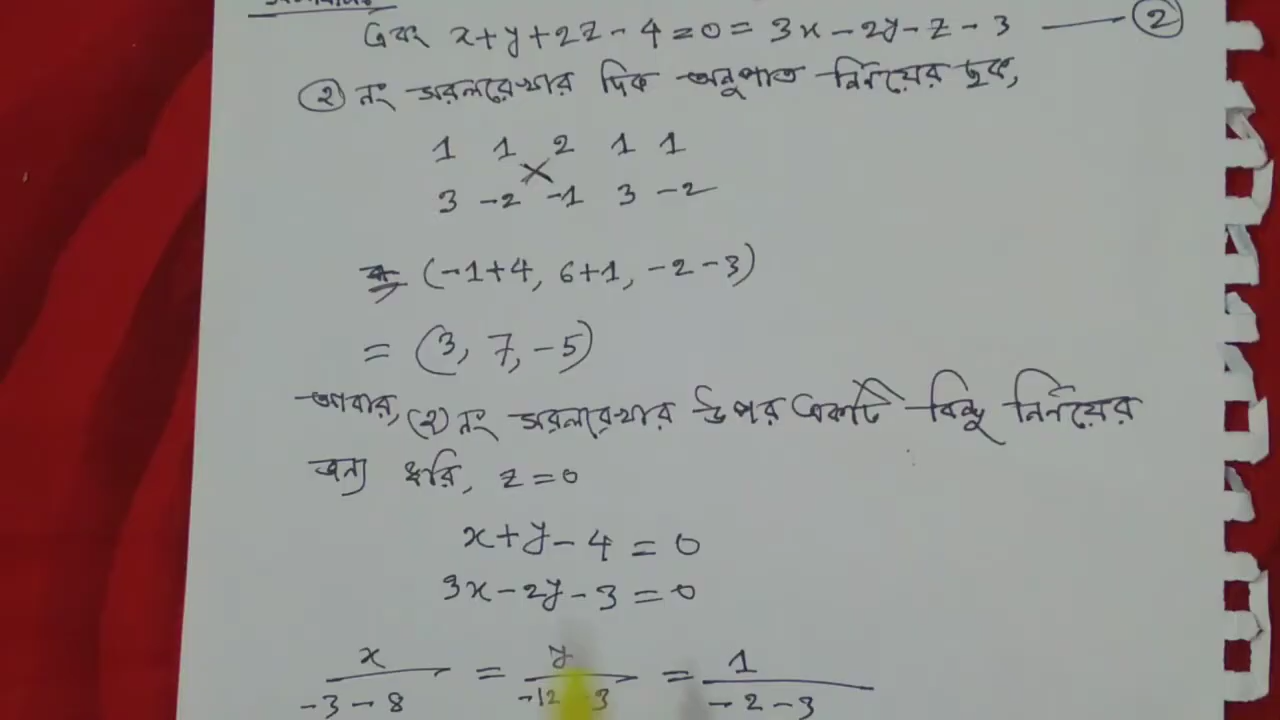 এবং x+y+2z-4=0=3x-2y-z-3 —— ②
② নং সরলরেখার দিক অনুপাত নির্ণয়ের জন্য,
1 1 2 1 1
×
3 -2 -1 3 -2
(-1+4, 6+1, -2-3)
= (3, 7, -5)
আবার, (২) নং সরলরেখার উপর একটি বিন্দু নির্ণয়ের
জন্য ধরি, z=0
x+y-4=0
3x-2y-3=0
x/(-3-8) = y/(-12 3) = 1/(-2-3)